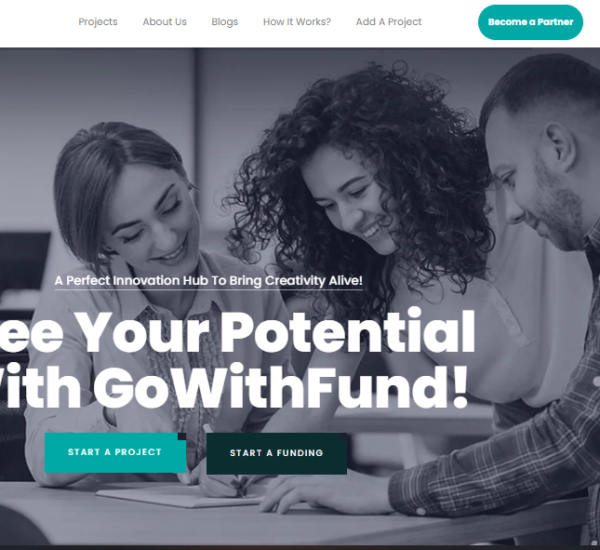 Projects About Us Blogs How It Works? Add A Project Become a Partner
A Perfect Innovation Hub To Bring Creativity Alive!
ee Your Potential
ith GoWithFund!
START A PROJECT START A FUNDING